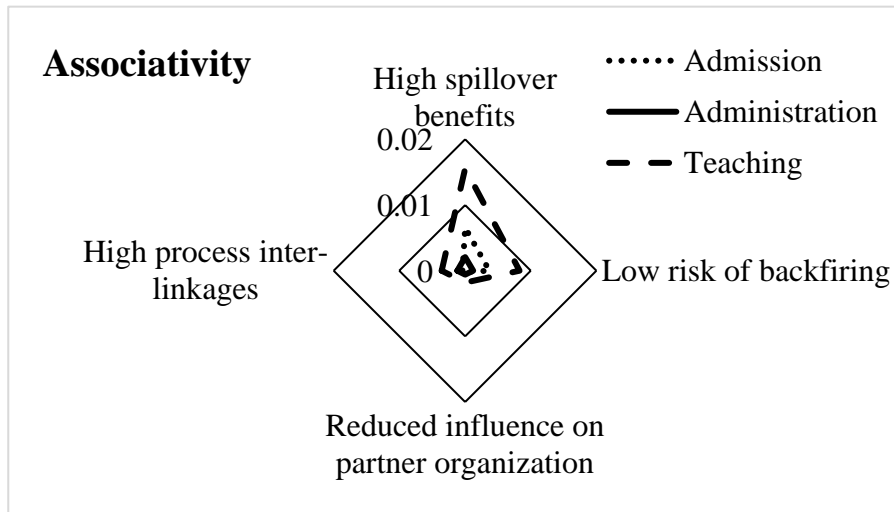 Associativity
High spillover
benefits
Admission
Administration
Teaching
0.02
0.01
0
High process inter-
linkages
Low risk of backfiring
Reduced influence on
partner organization